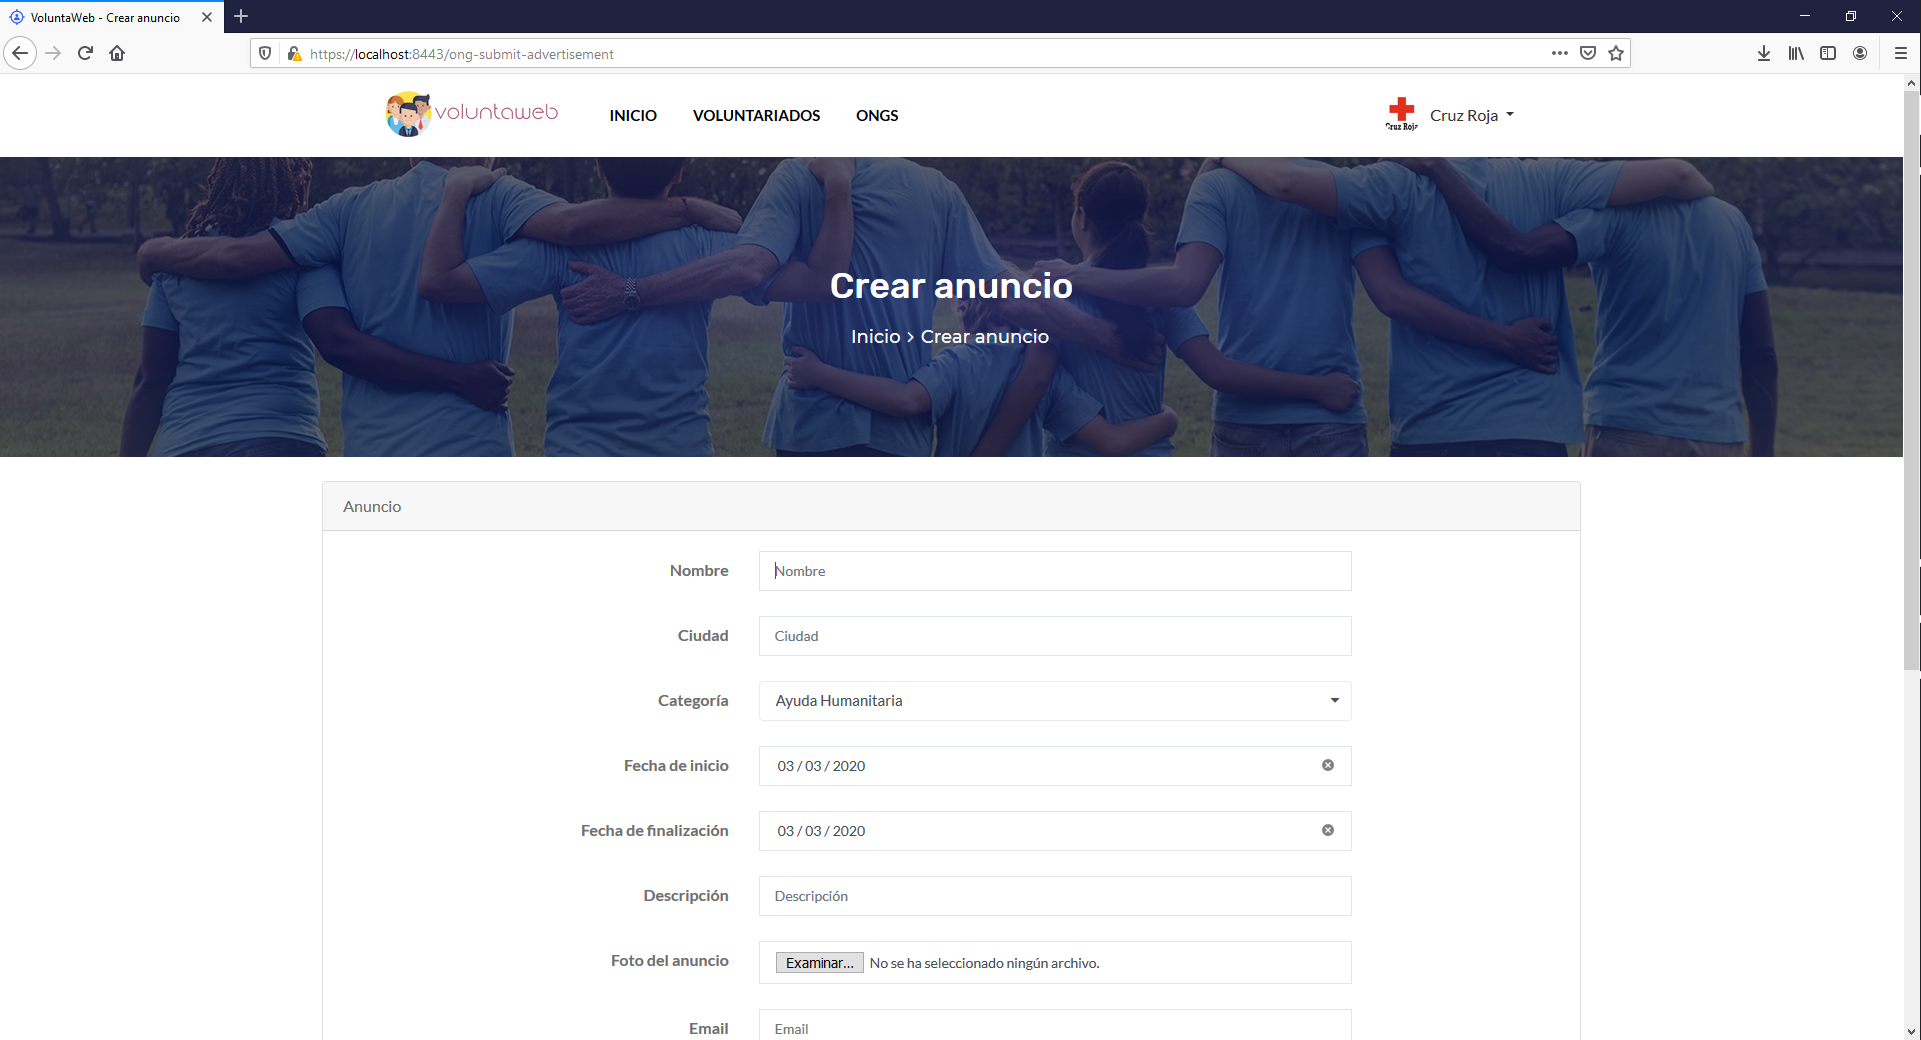 VoluntaWeb - Crear anuncio
https://localhost:8443/ong-submit-advertisement
voluntaweb
INICIO
VOLUNTARIADOS
ONGS
Cruz Roja
Cruz Roja
Crear anuncio
Inicio > Crear anuncio
Anuncio
Nombre
Nombre
Ciudad
Ciudad
Categoría
Ayuda Humanitaria
Fecha de inicio
03 / 03 / 2020
Fecha de finalización
03 / 03 / 2020
Descripción
Descripción
Foto del anuncio
Examinar... No se ha seleccionado ningún archivo.
Email
Email